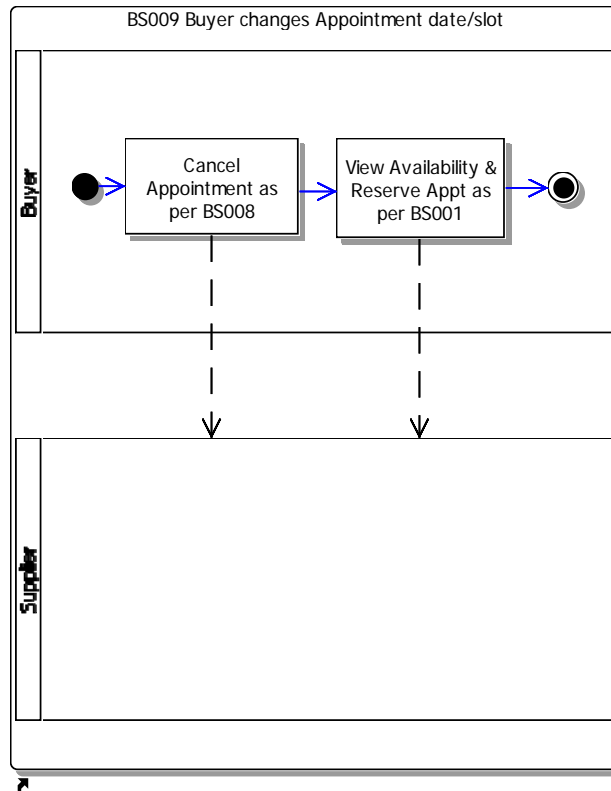 BS009 Buyer changes Appointment date/slot
Buyer
Cancel
Appointment as
per BS008
View Availability &
Reserve Appt as
per BS001
Supplier